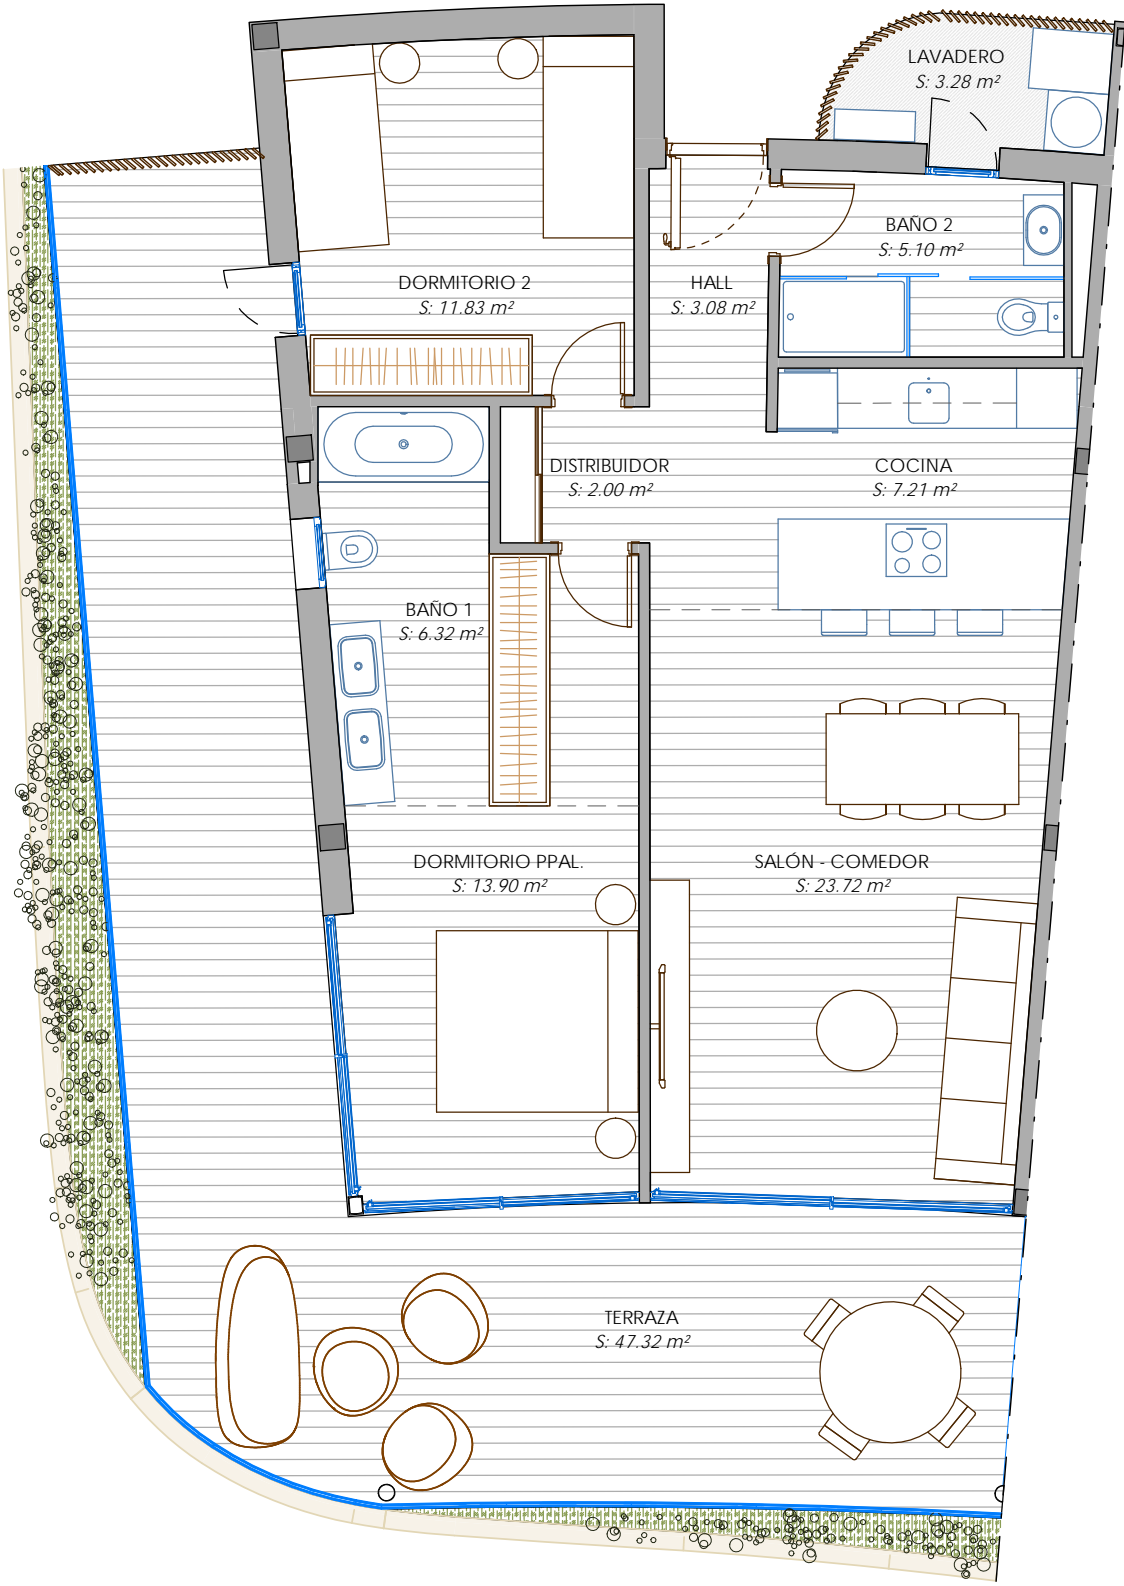 LAVADERO
S: 3.28 m²
BAÑO 2
S: 5.10 m²
DORMITORIO 2
S: 11.83 m²
HALL
S: 3.08 m²
DISTRIBUIDOR
S: 2.00 m²
COCINA
S: 7.21 m²
BAÑO 1
S: 6.32 m²
DORMITORIO PPAL.
S: 13.90 m²
SALÓN - COMEDOR
S: 23.72 m²
TERRAZA
S: 47.32 m²